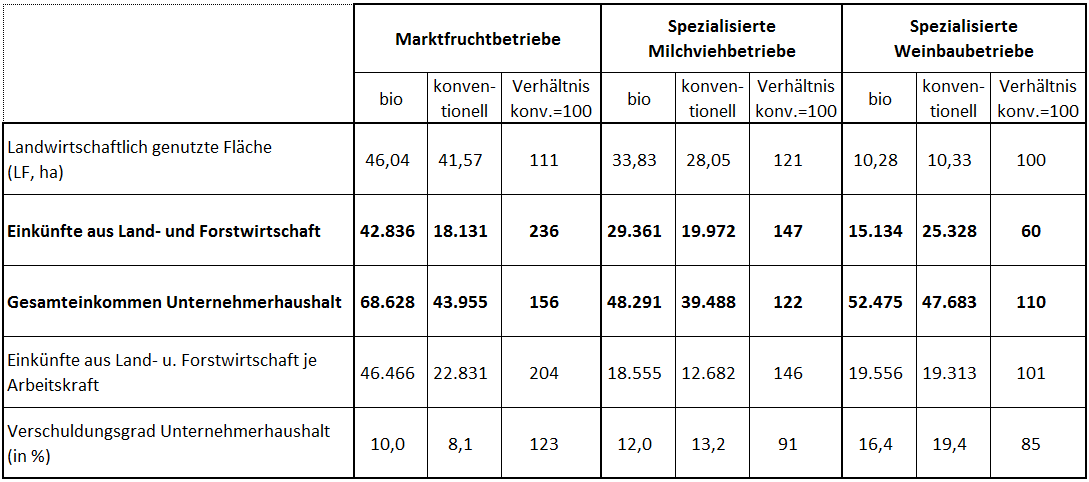 Marktfruchtbetriebe Spezialisierte Milchviehbetriebe Spezialisierte Weinbaubetriebe
bio konven-tionell Verhältnis konv.=100 bio konven-tionell Verhältnis konv.=100 bio konven-tionell Verhältnis konv.=100
Landwirtschaftlich genutzte Fläche
(LF, ha) 46,04 41,57 111 33,83 28,05 121 10,28 10,33 100
Einkünfte aus Land- und Forstwirtschaft 42.836 18.131 236 29.361 19.972 147 15.134 25.328 60
Gesamteinkommen Unternehmerhaushalt 68.628 43.955 156 48.291 39.488 122 52.475 47.683 110
Einkünfte aus Land- u. Forstwirtschaft je
Arbeitskraft 46.466 22.831 204 18.555 12.682 146 19.556 19.313 101
Verschuldungsgrad Unternehmerhaushalt
(in %) 10,0 8,1 123 12,0 13,2 91 16,4 19,4 85